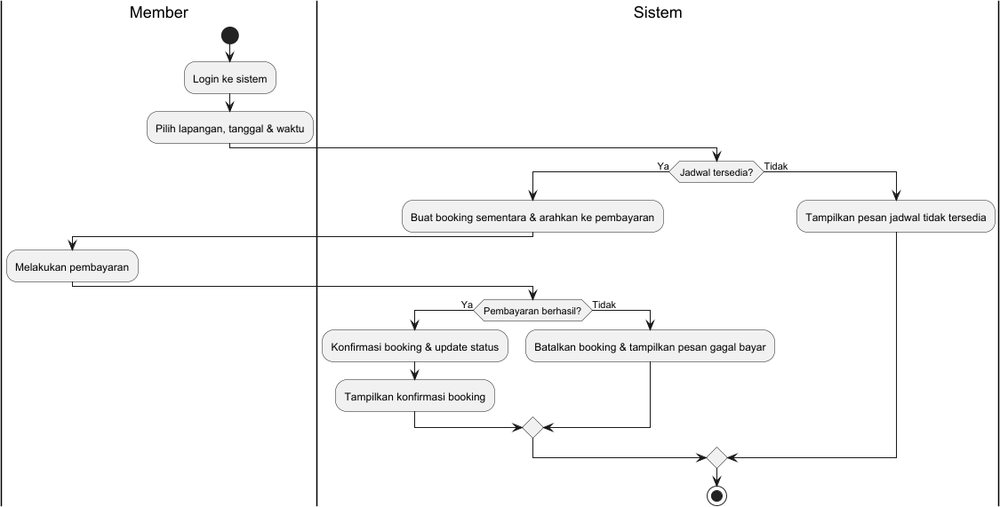 Member
Sistem
Login ke sistem
Pilih lapangan, tanggal & waktu
Ya
Jadwal tersedia?
Tidak
Buat booking sementara & arahkan ke pembayaran
Tampilkan pesan jadwal tidak tersedia
Melakukan pembayaran
Ya
Pembayaran berhasil?
Tidak
Konfirmasi booking & update status
Batalkan booking & tampilkan pesan gagal bayar
Tampilkan konfirmasi booking